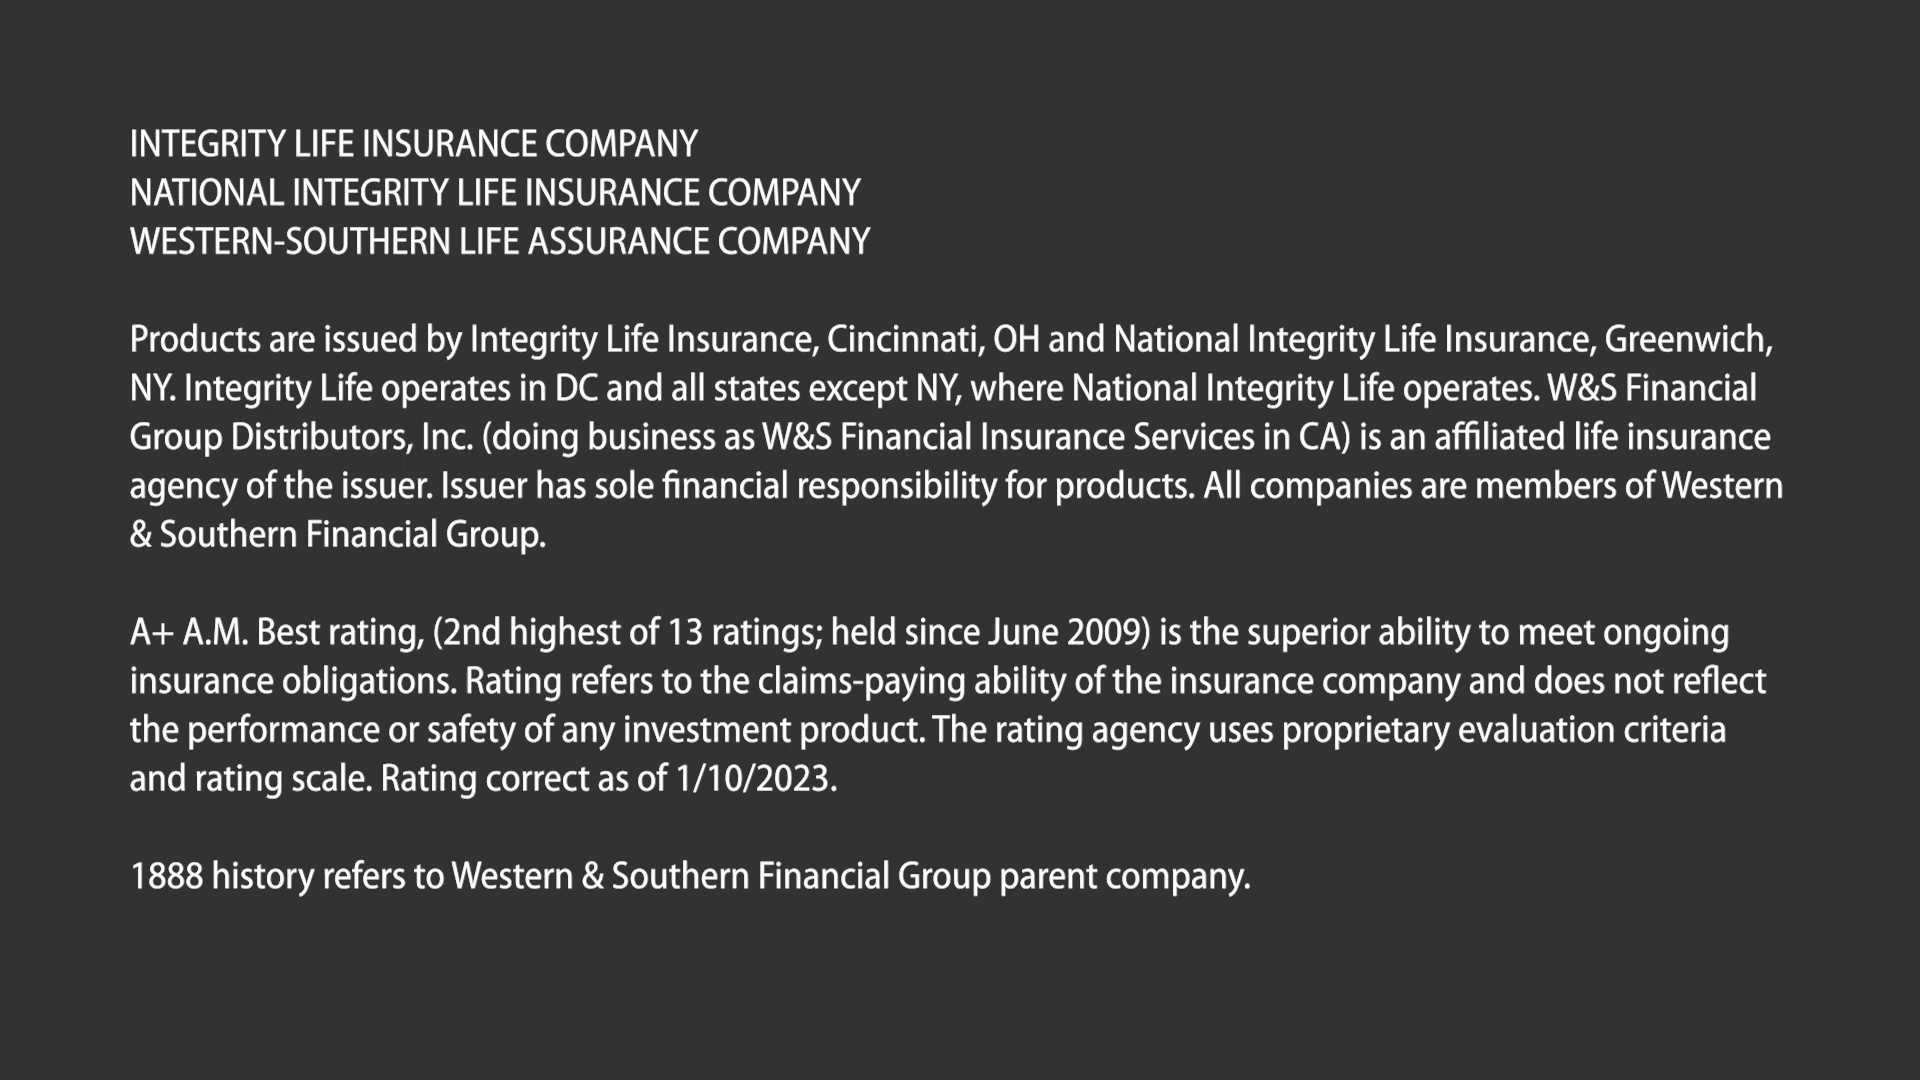 INTEGRITY LIFE INSURANCE COMPANY
NATIONAL INTEGRITY LIFE INSURANCE COMPANY
WESTERN-SOUTHERN LIFE ASSURANCE COMPANY
Products are issued by Integrity Life Insurance, Cincinnati, OH and National Integrity Life Insurance, Greenwich,
NY. Integrity Life operates in DC and all states except NY, where National Integrity Life operates. W&S Financial
Group Distributors, Inc. (doing business as W&S Financial Insurance Services in CA) is an affiliated life insurance
agency of the issuer. Issuer has sole financial responsibility for products. All companies are members of Western
& Southern Financial Group.
A+ A.M. Best rating, (2nd highest of 13 ratings; held since June 2009) is the superior ability to meet ongoing
insurance obligations. Rating refers to the claims-paying ability of the insurance company and does not reflect
the performance or safety of any investment product. The rating agency uses proprietary evaluation criteria
and rating scale. Rating correct as of 1/10/2023.
1888 history refers to Western & Southern Financial Group parent company.